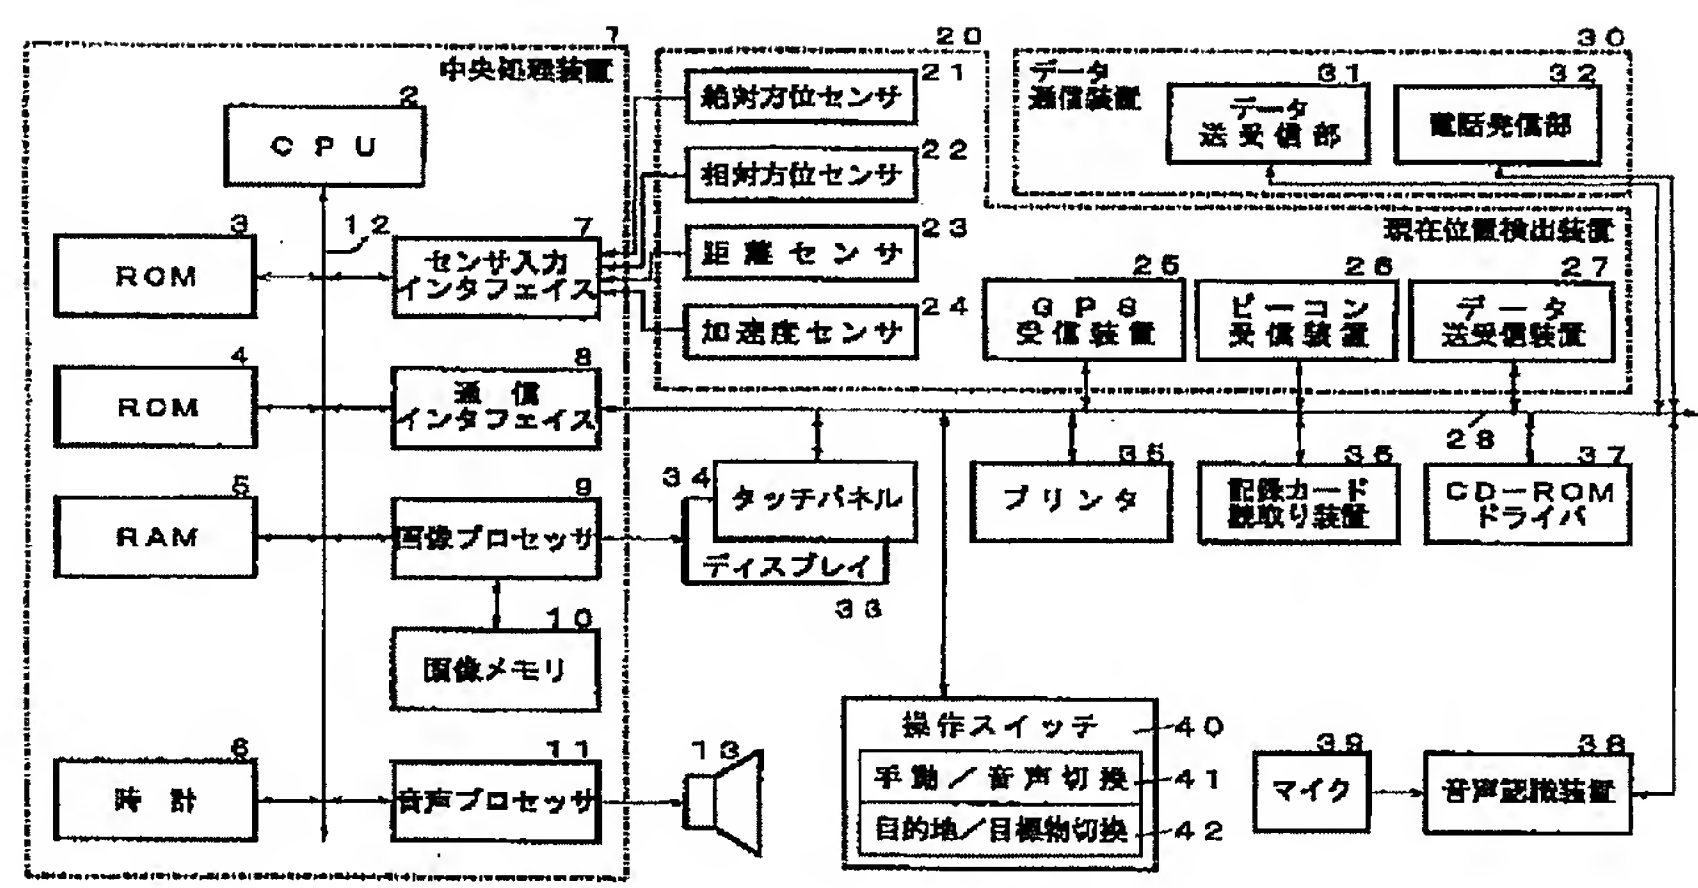 1
中央処理装置
2
CPU
3
ROM
12
7
センサ入力
インタフェイス
4
ROM
8
通信
インタフェイス
5
RAM
9
画像プロセッサ
10
画像メモリ
6
時計
11
音声プロセッサ
13
20
21
絶対方位センサ
22
相対方位センサ
23
距離センサ
24
加速度センサ
現在位置検出装置
25
GPS
受信装置
26
ビーコン
受信装置
27
データ
送受信装置
30
データ
通信装置
31
データ
送受信部
32
電話発信部
28
34
タッチパネル
ディスプレイ
33
35
プリンタ
36
記録カード
読取り装置
37
CD-ROM
ドライバ
操作スイッチ
40
手動/音声切換
41
目的地/目標物切換
42
39
マイク
38
音声認識装置